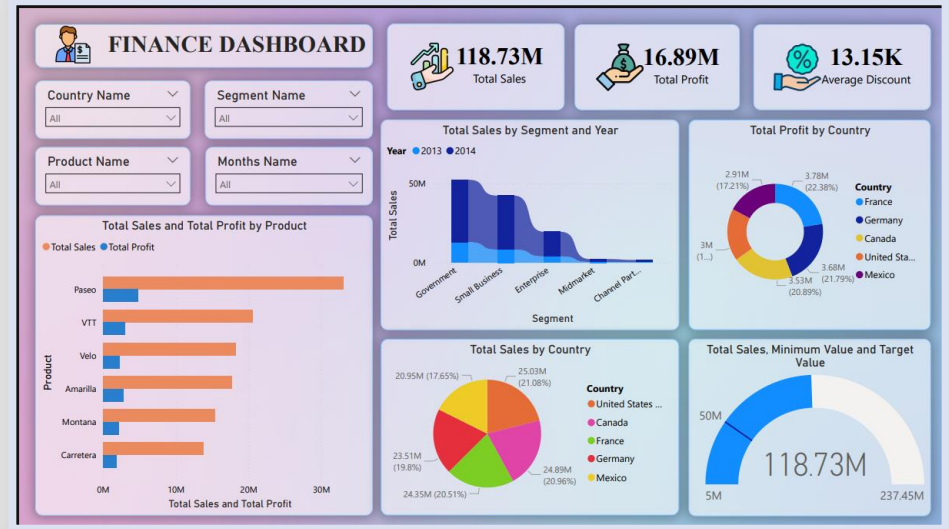 FINANCE DASHBOARD
118.73M
Total Sales
16.89M
Total Profit
13.15K
Average Discount
Country Name
All
Segment Name
All
Product Name
All
Months Name
All
Total Sales and Total Profit by Product
Total Sales Total Profit
Product
Paseo
VTT
Velo
Amarilla
Montana
Carretera
0M 10M 20M 30M
Total Sales and Total Profit
Total Sales by Segment and Year
Year 2013 2014
Total Sales
50M
0M
Government
Small Business
Enterprise
Midmarket
Channel Part...
Segment
Total Profit by Country
2.91M
(17.21%)
3.78M
(22.38%)
3M
(1...)
3.53M
(20.89%)
3.68M
(21.79%)
Country
France
Germany
Canada
United Sta...
Mexico
Total Sales by Country
20.95M (17.65%)
25.03M
(21.08%)
23.51M
(19.8%)
24.89M
(20.96%)
24.35M (20.51%)
Country
United States ...
Canada
France
Germany
Mexico
Total Sales, Minimum Value and Target
Value
50M
118.73M
5M
237.45M